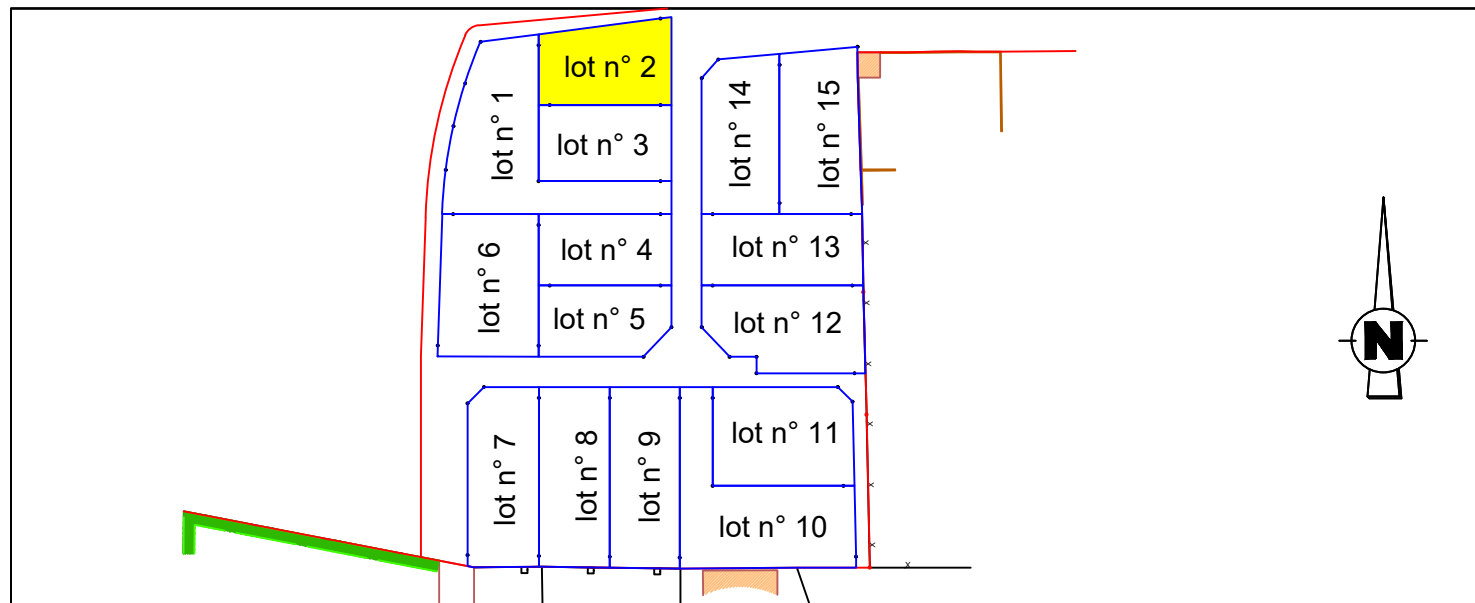 lot n° 1
lot n° 2
lot n° 3
lot n° 14
lot n° 15
lot n° 6
lot n° 4
lot n° 13
lot n° 5
lot n° 12
N
lot n° 7
lot n° 8
lot n° 9
lot n° 11
lot n° 10